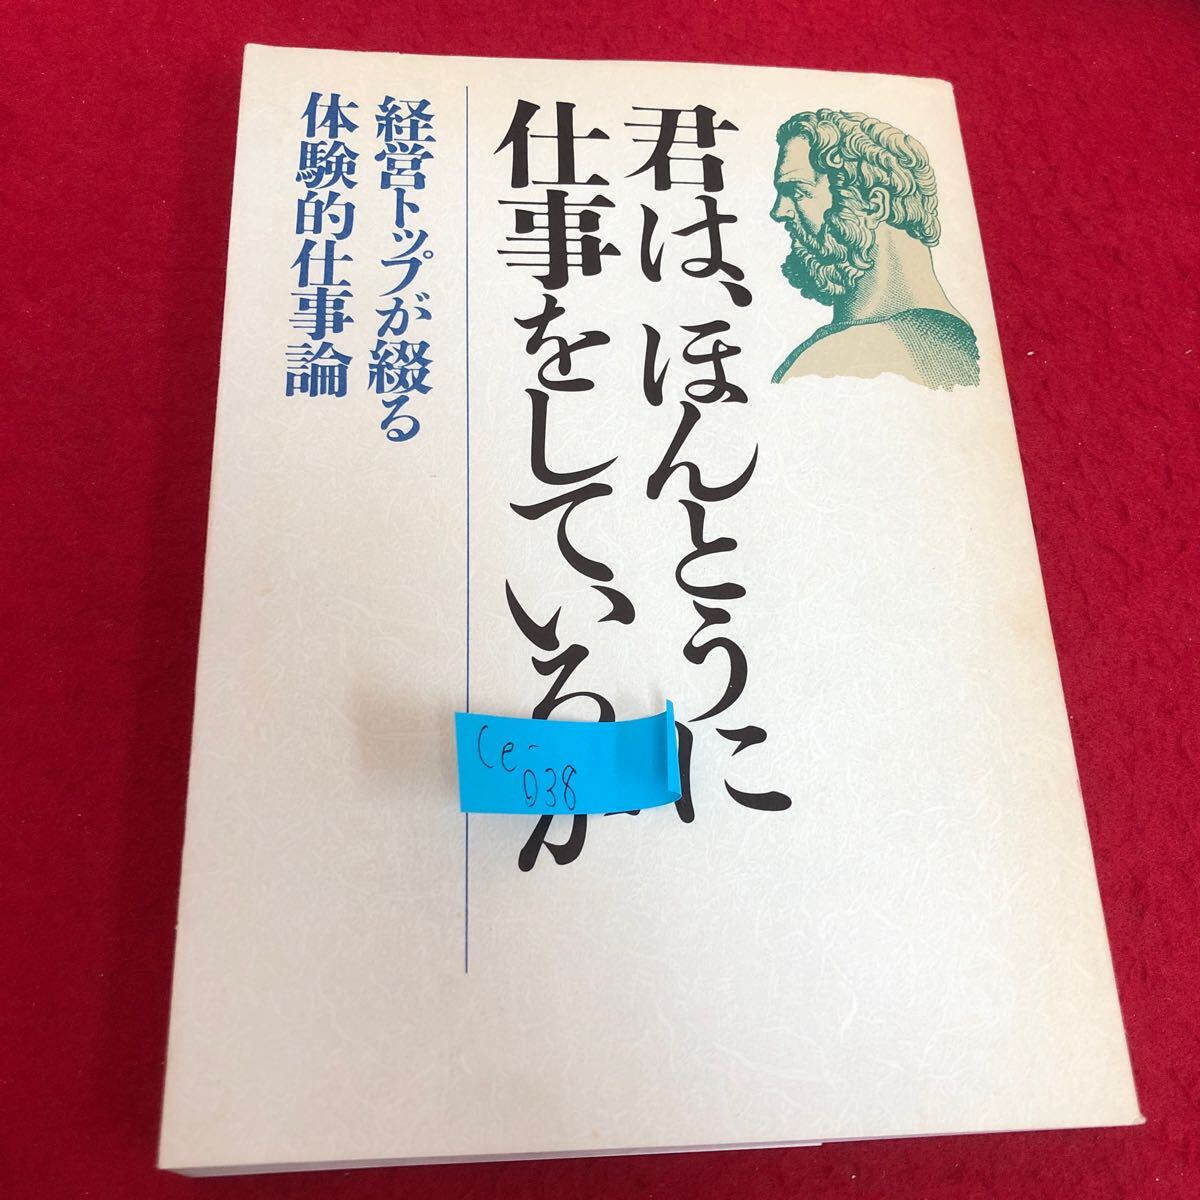 君は、ほんとうに
仕事をしているか
経営トップが綴る
体験的仕事論
Ce-
038